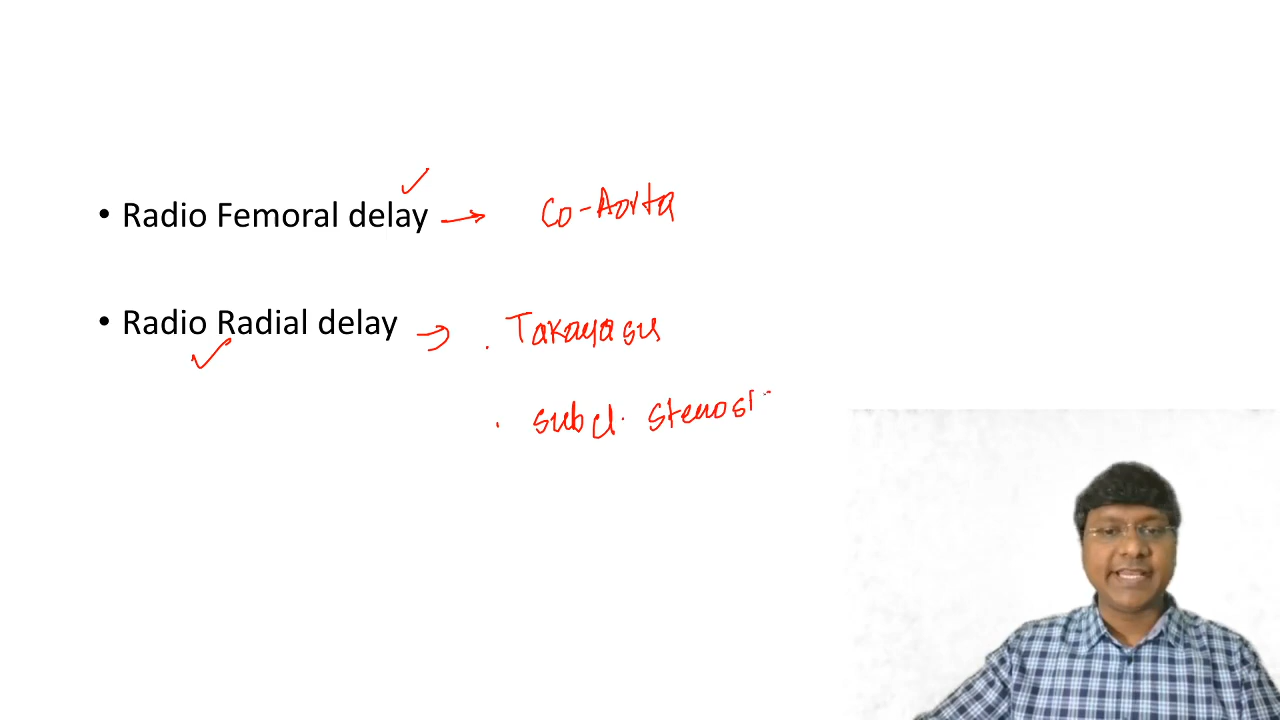 • Radio Femoral delay → Co-Aorta
• Radio Radial delay → . Takayasu
. subcl. stenosi